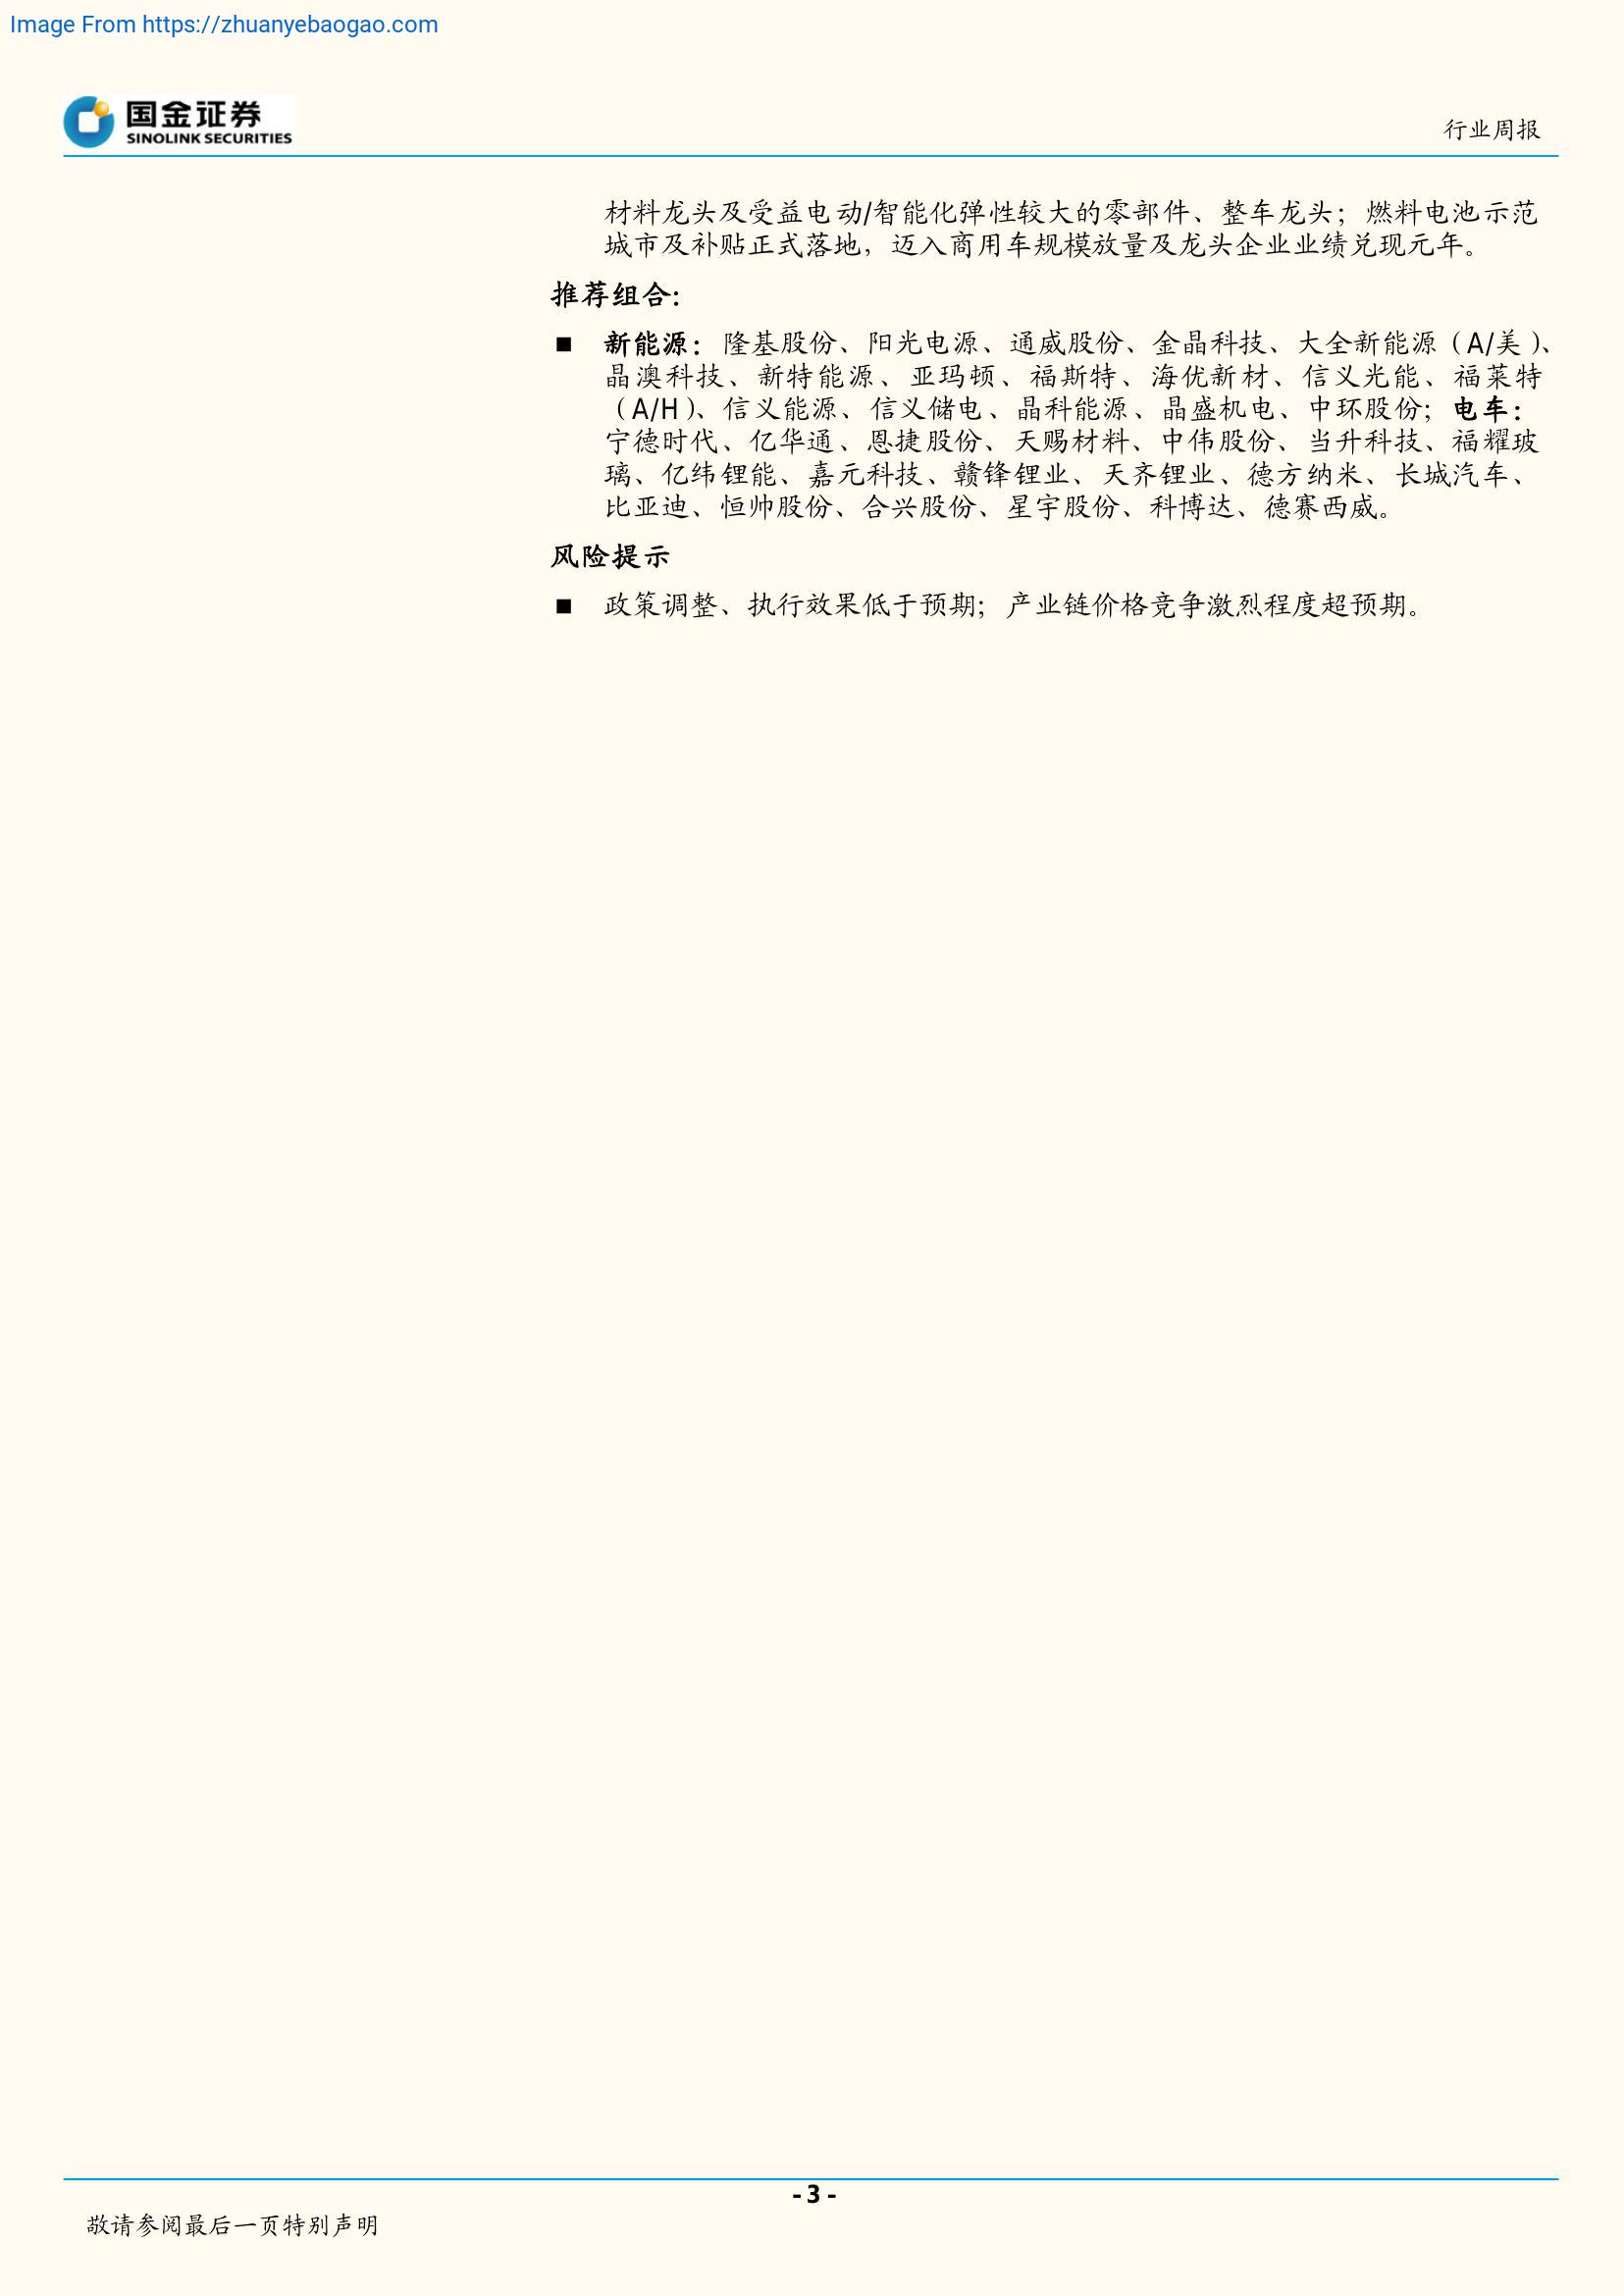 Image From https://zhuanyebaogao.com
国金证券
SINOLINK SECURITIES
行业周报
材料龙头及受益电动/智能化弹性较大的零部件、整车龙头；燃料电池示范
城市及补贴正式落地，迈入商用车规模放量及龙头企业业绩兑现元年。
推荐组合：
■ 新能源：隆基股份、阳光电源、通威股份、金晶科技、大全新能源（A/美）、
晶澳科技、新特能源、亚玛顿、福斯特、海优新材、信义光能、福莱特
（A/H）、信义能源、信义储电、晶科能源、晶盛机电、中环股份；电车：
宁德时代、亿华通、恩捷股份、天赐材料、中伟股份、当升科技、福耀玻
璃、亿纬锂能、嘉元科技、赣锋锂业、天齐锂业、德方纳米、长城汽车、
比亚迪、恒帅股份、合兴股份、星宇股份、科博达、德赛西威。
风险提示
■ 政策调整、执行效果低于预期；产业链价格竞争激烈程度超预期。
- 3 -
敬请参阅最后一页特别声明